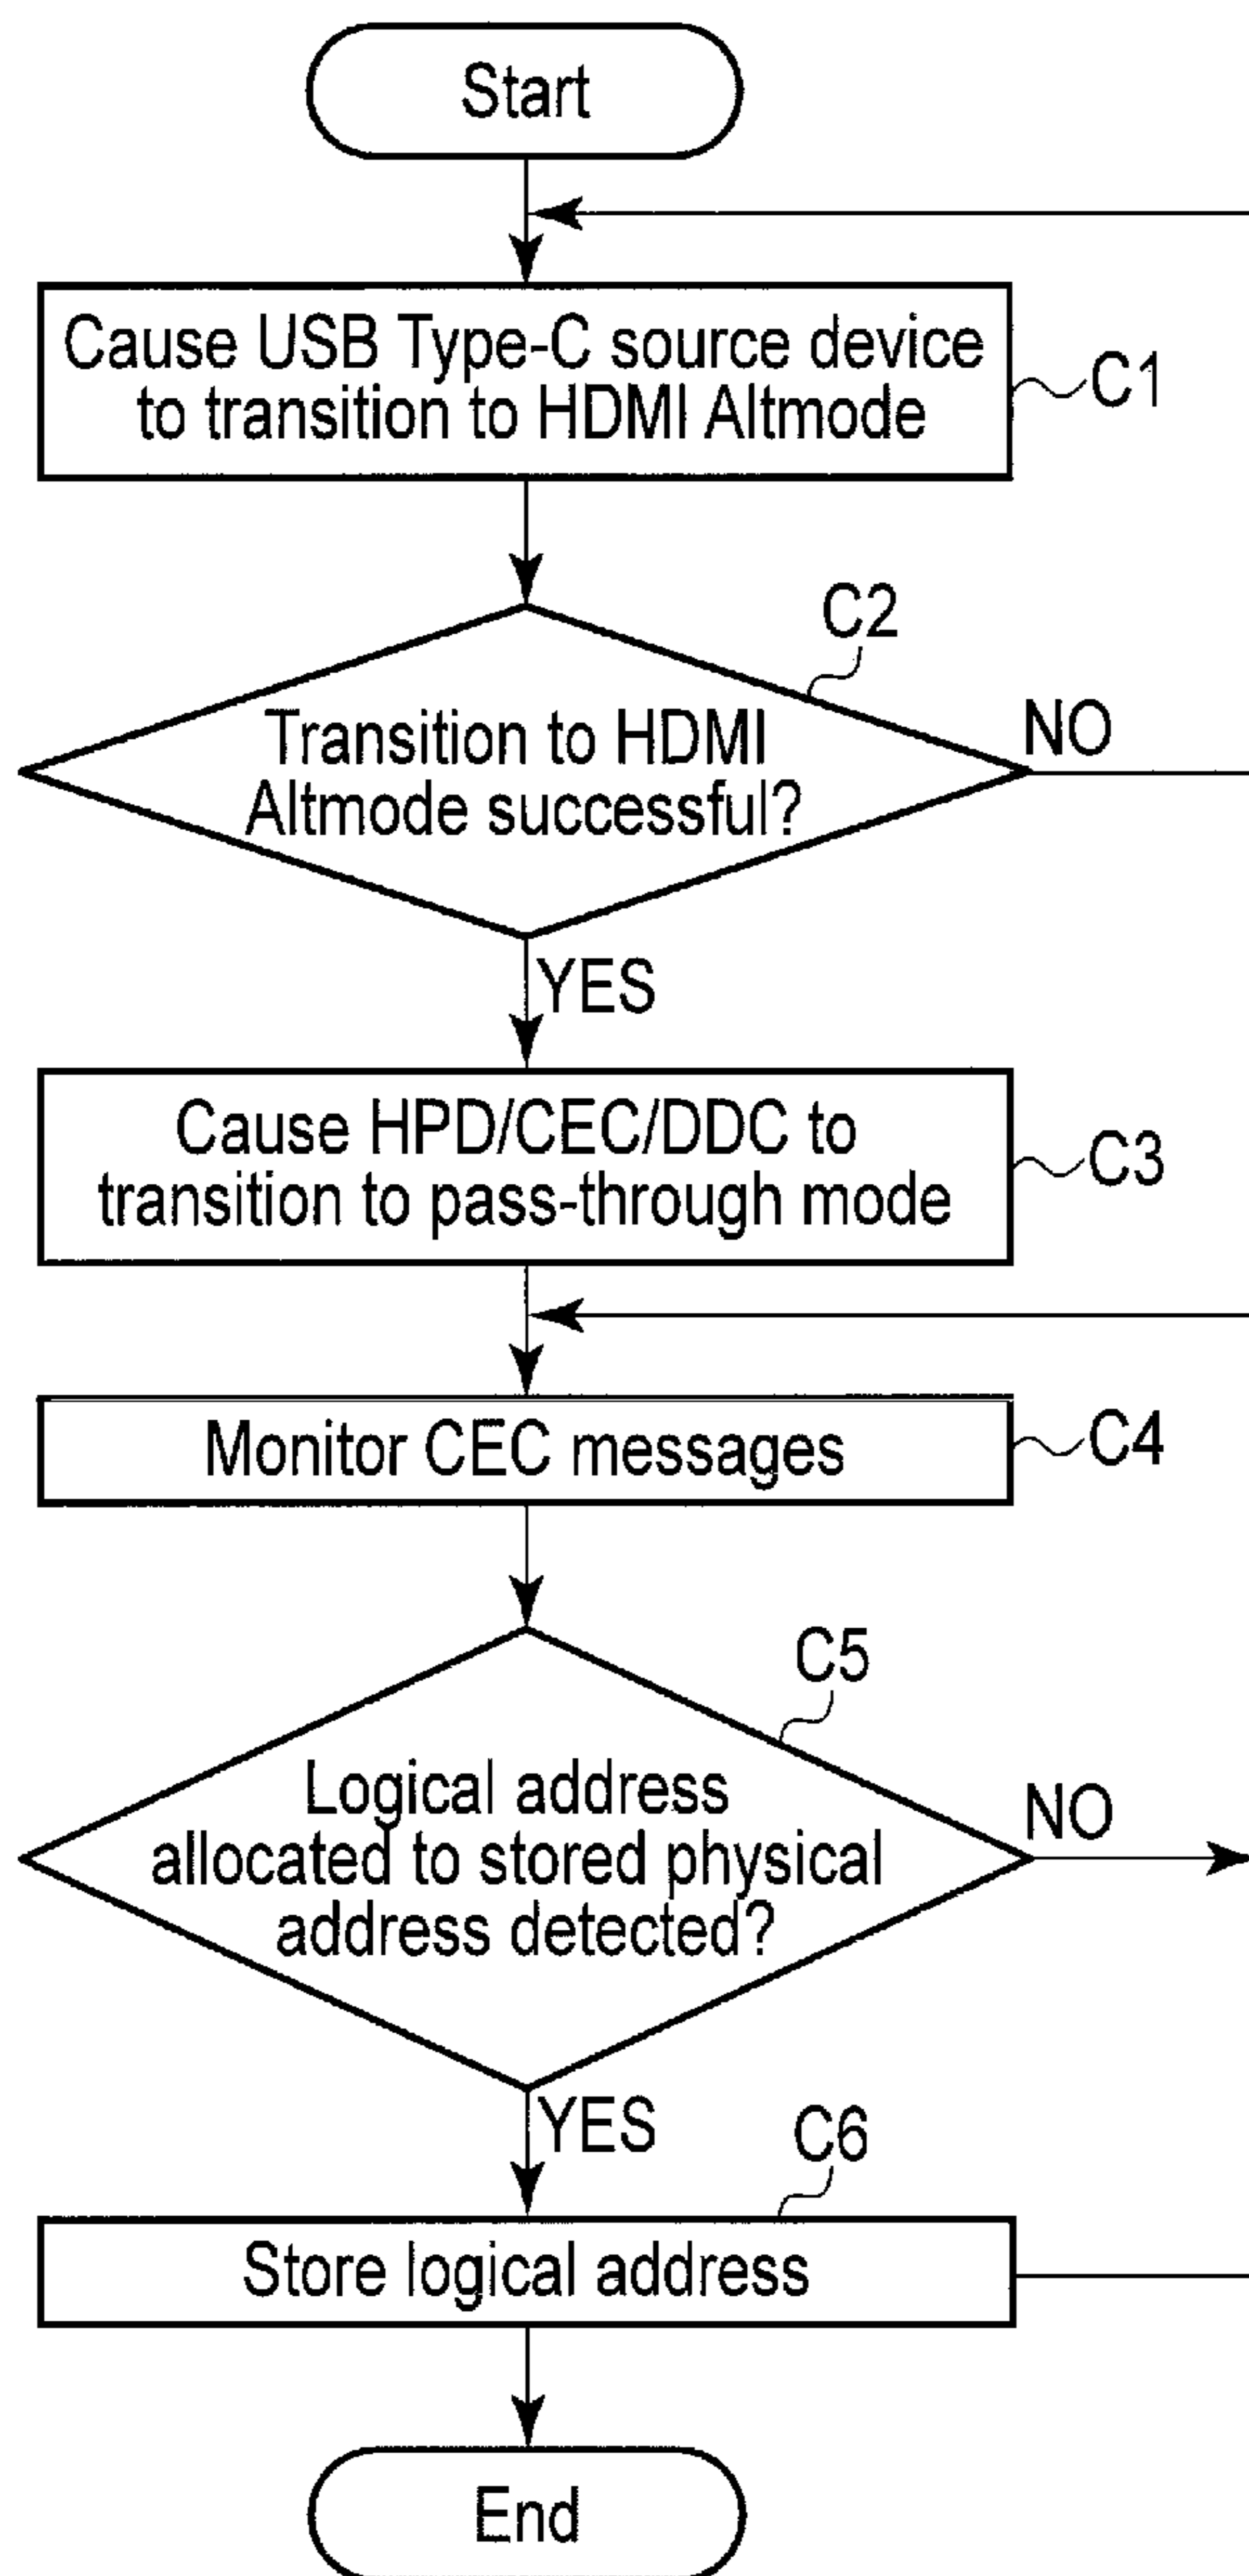 Start
Cause USB Type-C source device
to transition to HDMI Altmode
C1
C2
Transition to HDMI
Altmode successful?
NO
YES
Cause HPD/CEC/DDC to
transition to pass-through mode
C3
Monitor CEC messages
C4
C5
Logical address
allocated to stored physical
address detected?
NO
YES
C6
Store logical address
End